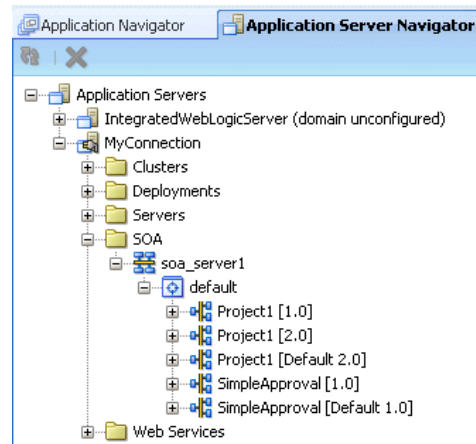 Application Navigator
Application Server Navigator
Application Servers
IntegratedWebLogicServer (domain unconfigured)
MyConnection
Clusters
Deployments
Servers
SOA
soa_server1
default
Project1 [1.0]
Project1 [2.0]
Project1 [Default 2.0]
SimpleApproval [1.0]
SimpleApproval [Default 1.0]
Web Services